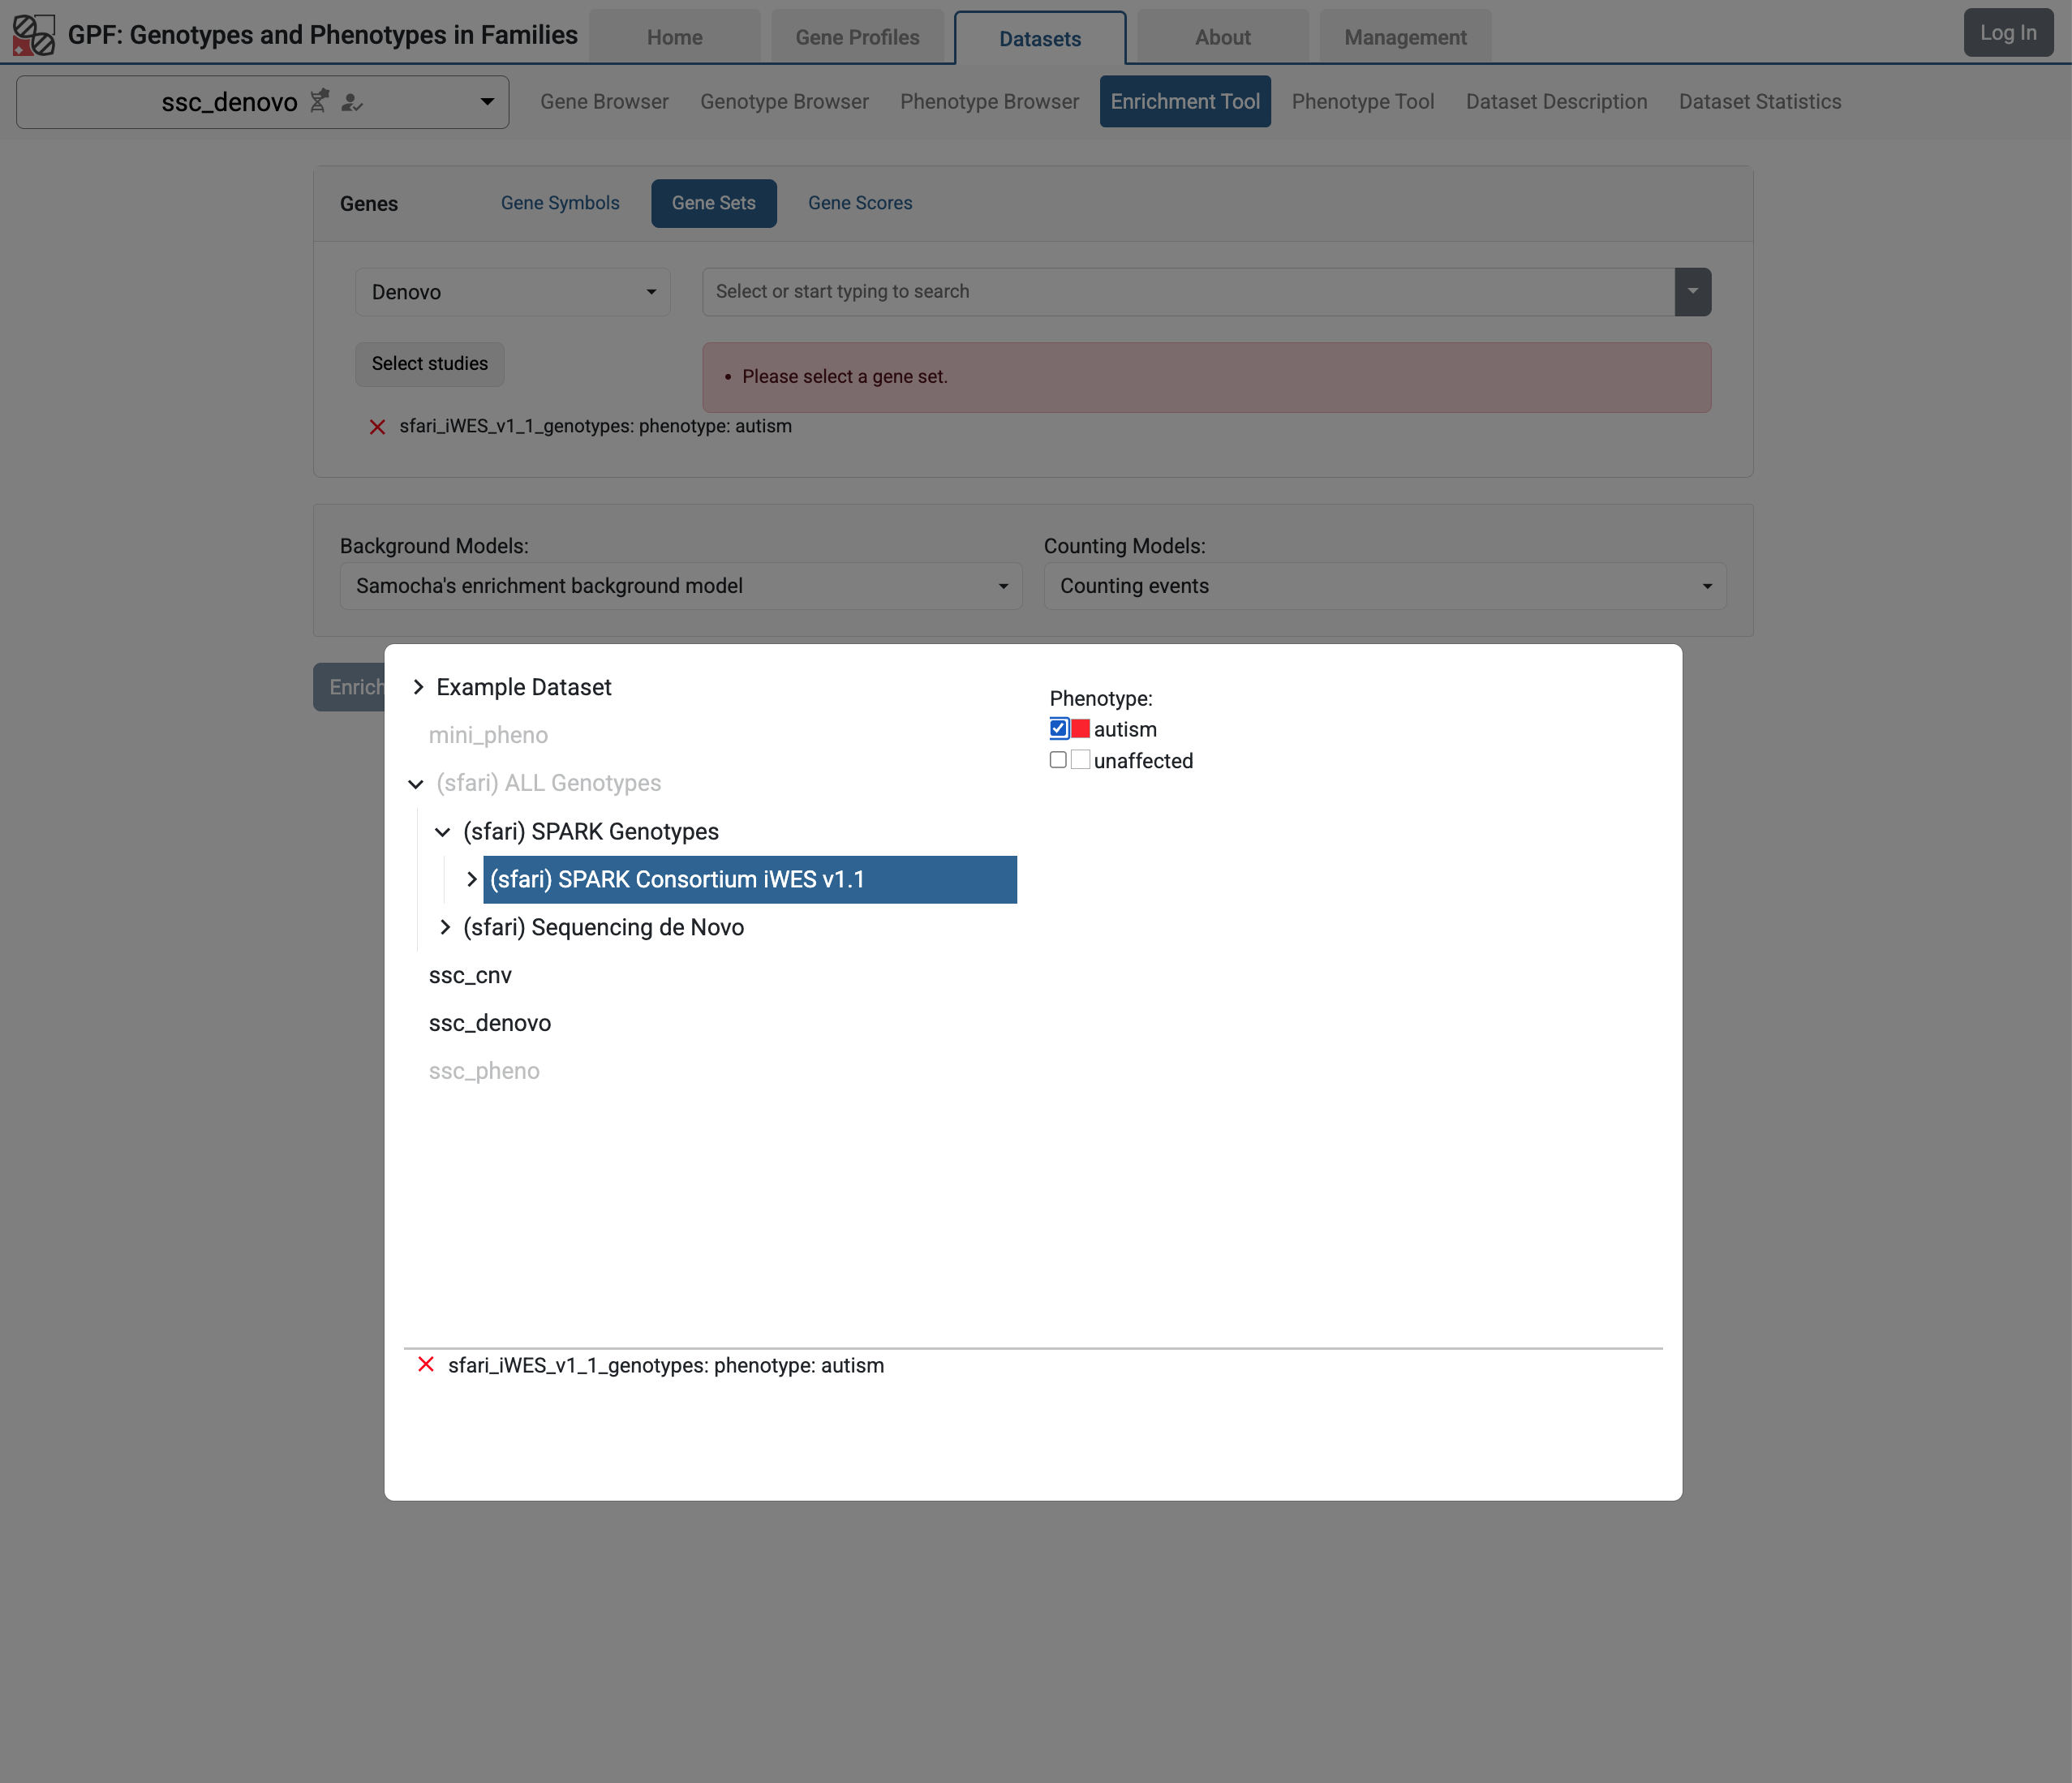 GPF: Genotypes and Phenotypes in Families
Home
Gene Profiles
Datasets
About
Management
Log In
ssc_denovo
Gene Browser
Genotype Browser
Phenotype Browser
Enrichment Tool
Phenotype Tool
Dataset Description
Dataset Statistics
Genes
Gene Symbols
Gene Sets
Gene Scores
Denovo
Select or start typing to search
Select studies
Please select a gene set.
sfari_iWES_v1_1_genotypes: phenotype: autism
Background Models:
Counting Models:
Samocha's enrichment background model
Counting events
Enrich
Example Dataset
mini_pheno
(sfari) ALL Genotypes
(sfari) SPARK Genotypes
(sfari) SPARK Consortium iWES v1.1
(sfari) Sequencing de Novo
ssc_cnv
ssc_denovo
ssc_pheno
Phenotype:
autism
unaffected
sfari_iWES_v1_1_genotypes: phenotype: autism